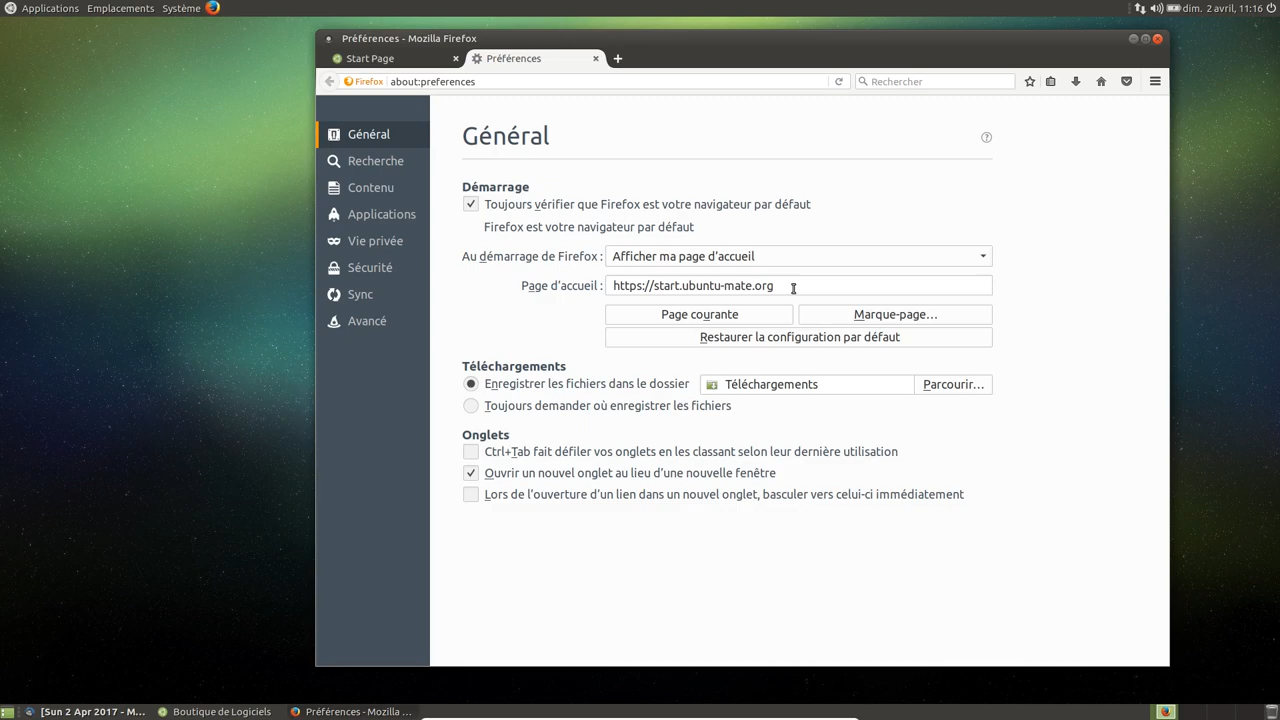 Applications Emplacements Système dim. 2 avril, 11:16
Préférences - Mozilla Firefox
Start Page Préférences
Firefox about:preferences Rechercher
Général
Recherche
Contenu
Applications
Vie privée
Sécurité
Sync
Avancé
Général
Démarrage
Toujours vérifier que Firefox est votre navigateur par défaut
Firefox est votre navigateur par défaut
Au démarrage de Firefox : Afficher ma page d'accueil
Page d'accueil : https://start.ubuntu-mate.org
Page courante Marque-page...
Restaurer la configuration par défaut
Téléchargements
Enregistrer les fichiers dans le dossier Téléchargements Parcourir...
Toujours demander où enregistrer les fichiers
Onglets
Ctrl+Tab fait défiler vos onglets en les classant selon leur dernière utilisation
Ouvrir un nouvel onglet au lieu d'une nouvelle fenêtre
Lors de l'ouverture d'un lien dans un nouvel onglet, basculer vers celui-ci immédiatement
[Sun 2 Apr 2017 - M... Boutique de Logiciels Préférences - Mozilla ...